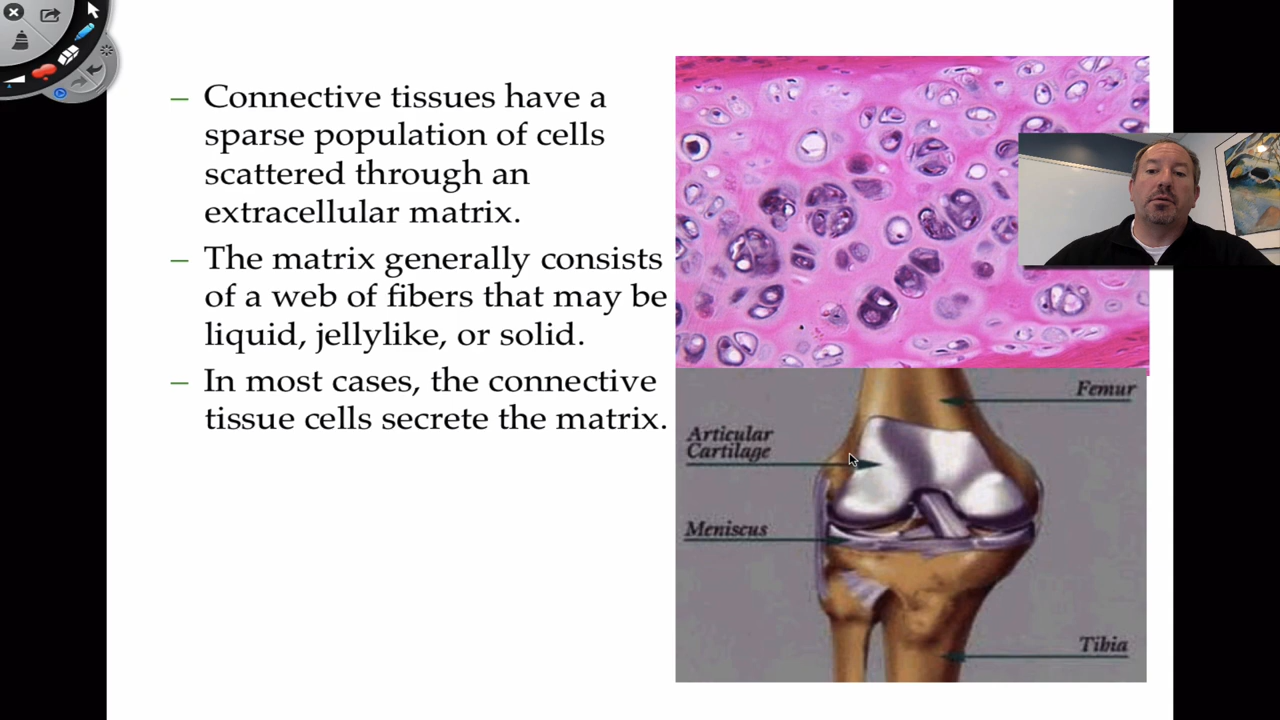 – Connective tissues have a
sparse population of cells
scattered through an
extracellular matrix.
– The matrix generally consists
of a web of fibers that may be
liquid, jellylike, or solid.
– In most cases, the connective
tissue cells secrete the matrix.
Femur
Articular
Cartilage
Meniscus
Tibia